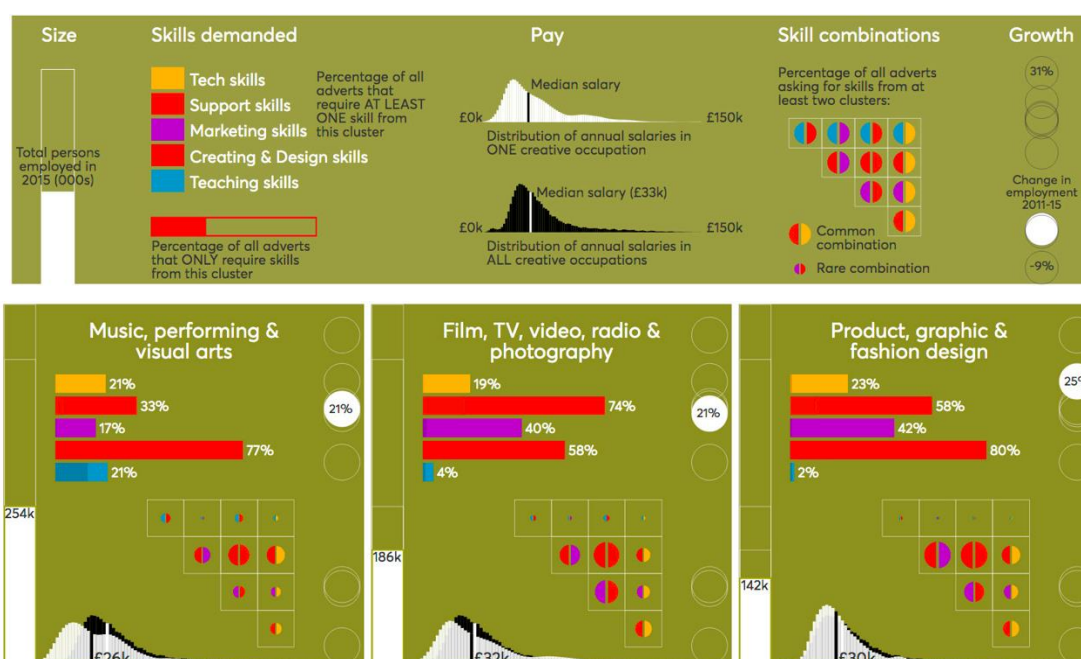 Size
Total persons
employed in
2015 (000s)
Skills demanded
Tech skills
Support skills
Marketing skills
Creating & Design skills
Teaching skills
Percentage of all
adverts that
require AT LEAST
ONE skill from
this cluster
Percentage of all adverts
that ONLY require skills
from this cluster
Pay
Median salary
£0k
£150k
Distribution of annual salaries in
ONE creative occupation
Median salary (£33k)
£0k
£150k
Distribution of annual salaries in
ALL creative occupations
Skill combinations
Percentage of all adverts
asking for skills from at
least two clusters:
Common
combination
Rare combination
Growth
31%
Change in
employment
2011-15
-9%
Music, performing &
visual arts
21%
33%
17%
77%
21%
21%
254k
£26k
Film, TV, video, radio &
photography
19%
74%
40%
58%
4%
21%
186k
£32k
Product, graphic &
fashion design
23%
58%
42%
80%
2%
25%
142k
£30k